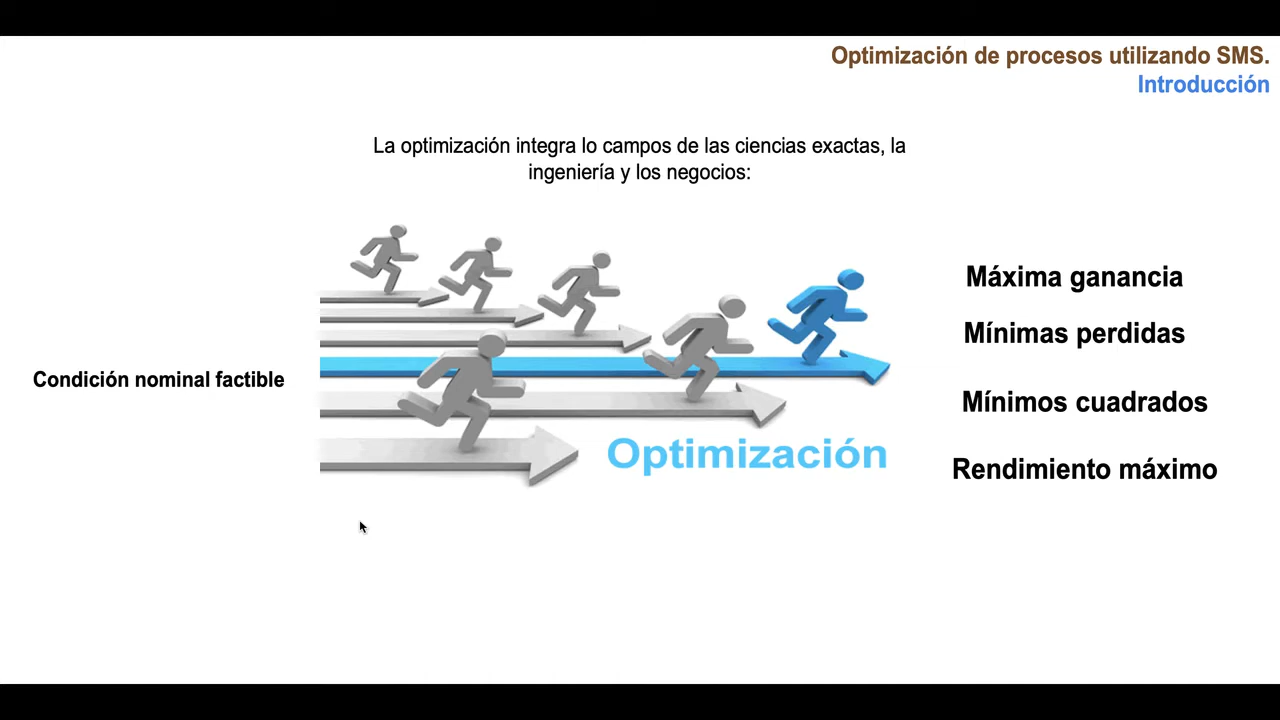 Optimización de procesos utilizando SMS.
Introducción
La optimización integra lo campos de las ciencias exactas, la
ingeniería y los negocios:
Condición nominal factible
Optimización
Máxima ganancia
Mínimas perdidas
Mínimos cuadrados
Rendimiento máximo